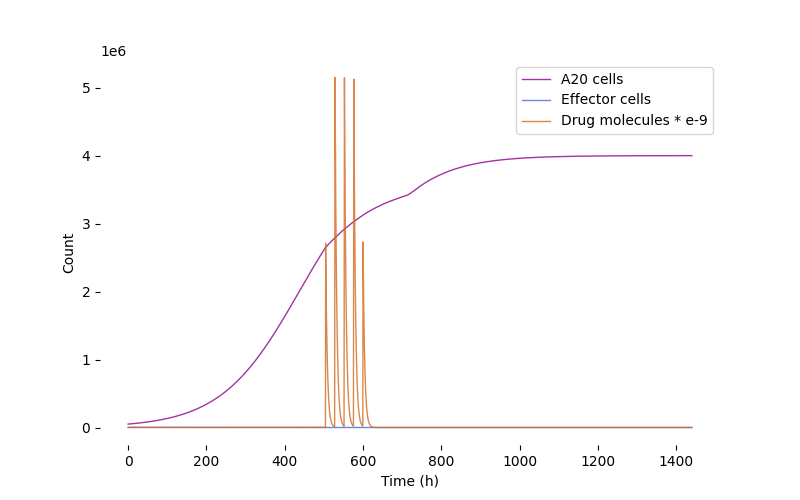 1e6
A20 cells
Effector cells
Drug molecules * e-9
5
4
3
2
1
0
Count
0 200 400 600 800 1000 1200 1400
Time (h)